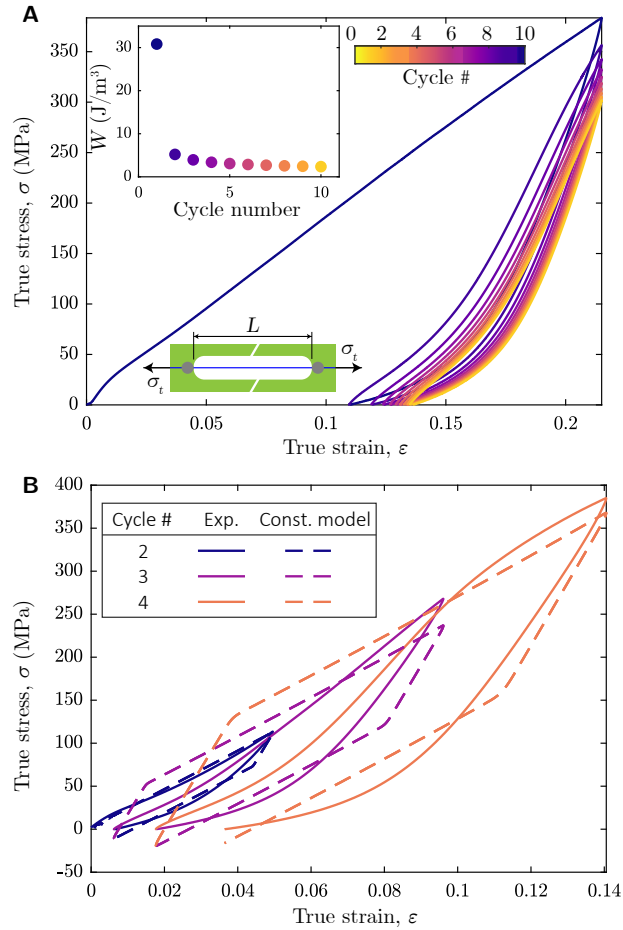 A
0 2 4 6 8 10
Cycle #
30
20
10
0
W (J/m³)
0 5 10
Cycle number
350
300
250
200
150
100
50
0
True stress, σ (MPa)
L
σt
σt
0 0.05 0.1 0.15 0.2
True strain, ε
B
400
350
300
250
200
150
100
50
0
-50
True stress, σ (MPa)
Cycle # Exp. Const. model
2
3
4
0 0.02 0.04 0.06 0.08 0.1 0.12 0.14
True strain, ε